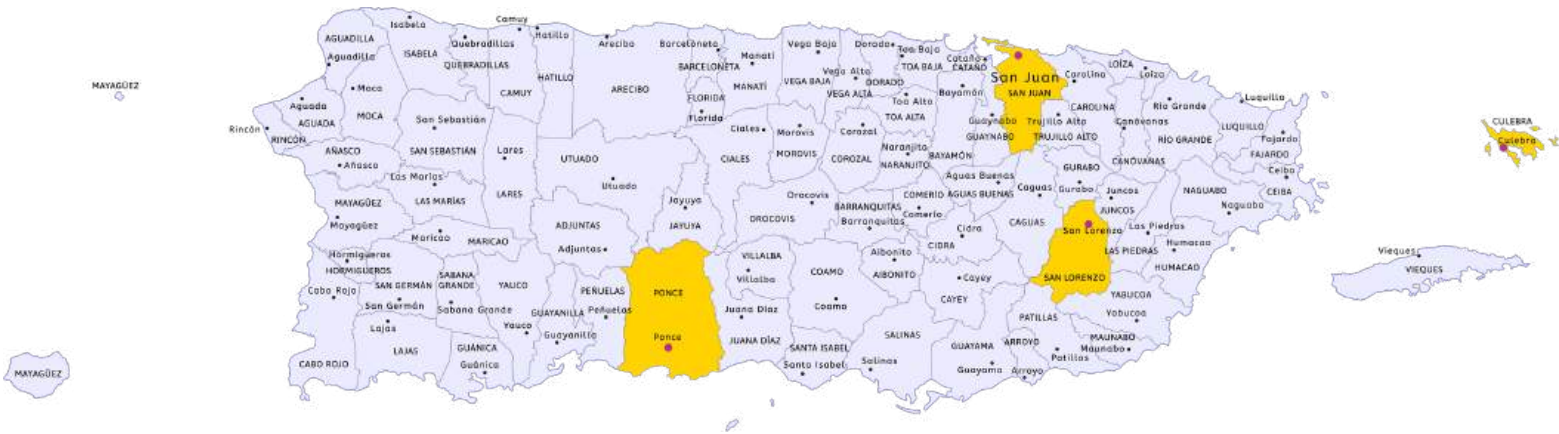 Camuy
Isabela
Hatillo
AGUADILLA
Quebradillas
Arecibo
Barceloneta
Vega Baja
Dorado
Toa Baja
Manatí
Aguadilla
ISABELA
QUEBRADILLAS
BARCELONETA
Cataño
CATAÑO
TOA BAJA
LOÍZA
Loíza
MAYAGÜEZ
Moca
HATILLO
CAMUY
ARECIBO
MANATÍ
VEGA BAJA
Vega Alta
DORADO
VEGA ALTA
Bayamón
San Juan
SAN JUAN
Carolina
Aguada
AGUADA
MOCA
FLORIDA
Florida
Toa Alta
TOA ALTA
CAROLINA
Río Grande
Luquillo
Rincón
RINCÓN
San Sebastián
Ciales
Morovis
Corozal
Guaynabo
GUAYNABO
Trujillo Alto
TRUJILLO ALTO
Canóvanas
RÍO GRANDE
LUQUILLO
Fajardo
CULEBRA
Culebra
AÑASCO
Añasco
SAN SEBASTIÁN
Lares
UTUADO
CIALES
MOROVIS
COROZAL
Naranjito
NARANJITO
BAYAMÓN
GURABO
CANÓVANAS
FAJARDO
Las Marías
LAS MARÍAS
LARES
Utuado
Aguas Buenas
AGUAS BUENAS
Caguas
Gurabo
Juncos
NAGUABO
Ceiba
CEIBA
MAYAGÜEZ
Mayagüez
Jayuya
JAYUYA
Orocovis
OROCOVIS
BARRANQUITAS
Barranquitas
COMERÍO
Comerío
CAGUAS
JUNCOS
Naguabo
Maricao
MARICAO
ADJUNTAS
Adjuntas
Cidra
CIDRA
San Lorenzo
Las Piedras
LAS PIEDRAS
Humacao
HUMACAO
Hormigueros
HORMIGUEROS
VILLALBA
Villalba
COAMO
Coamo
Aibonito
AIBONITO
Cayey
CAYEY
SAN LORENZO
Vieques
VIEQUES
Cabo Rojo
SAN GERMÁN
San Germán
SABANA
GRANDE
Sabana Grande
YAUCO
Yauco
GUAYANILLA
Guayanilla
PEÑUELAS
Peñuelas
PONCE
Ponce
Juana Díaz
JUANA DÍAZ
YABUCOA
Yabucoa
Lajas
LAJAS
GUÁNICA
Guánica
SANTA ISABEL
Santa Isabel
SALINAS
Salinas
GUAYAMA
Guayama
ARROYO
Arroyo
PATILLAS
Patillas
MAUNABO
Maunabo
CABO ROJO
MAYAGÜEZ